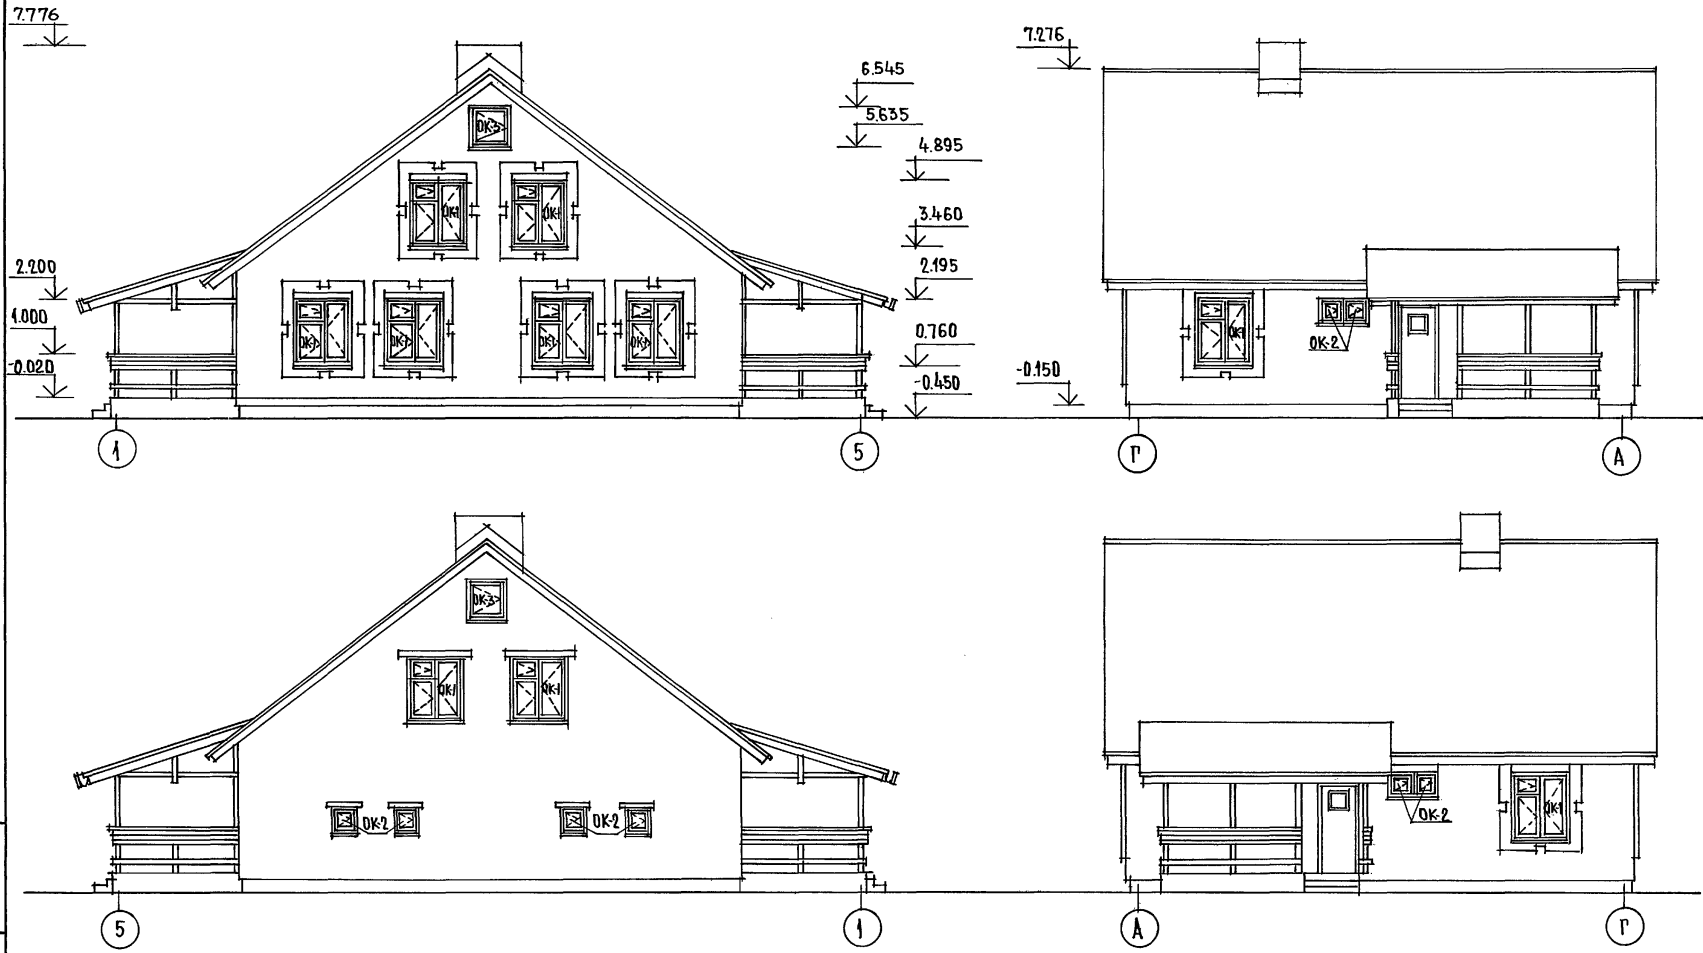 7.776
2.200
1.000
-0.020
ОК-3
ОК-1 ОК-1
ОК-1 ОК-1 ОК-1 ОК-1
6.545
5.635
4.895
3.460
2.195
0.760
-0.450
1 5
7.276
-0.150
ОК-1
ОК-2
Г А
ОК-3
ОК-1 ОК-1
ОК-2 ОК-2
5 1
ОК-2
ОК-1
А Г